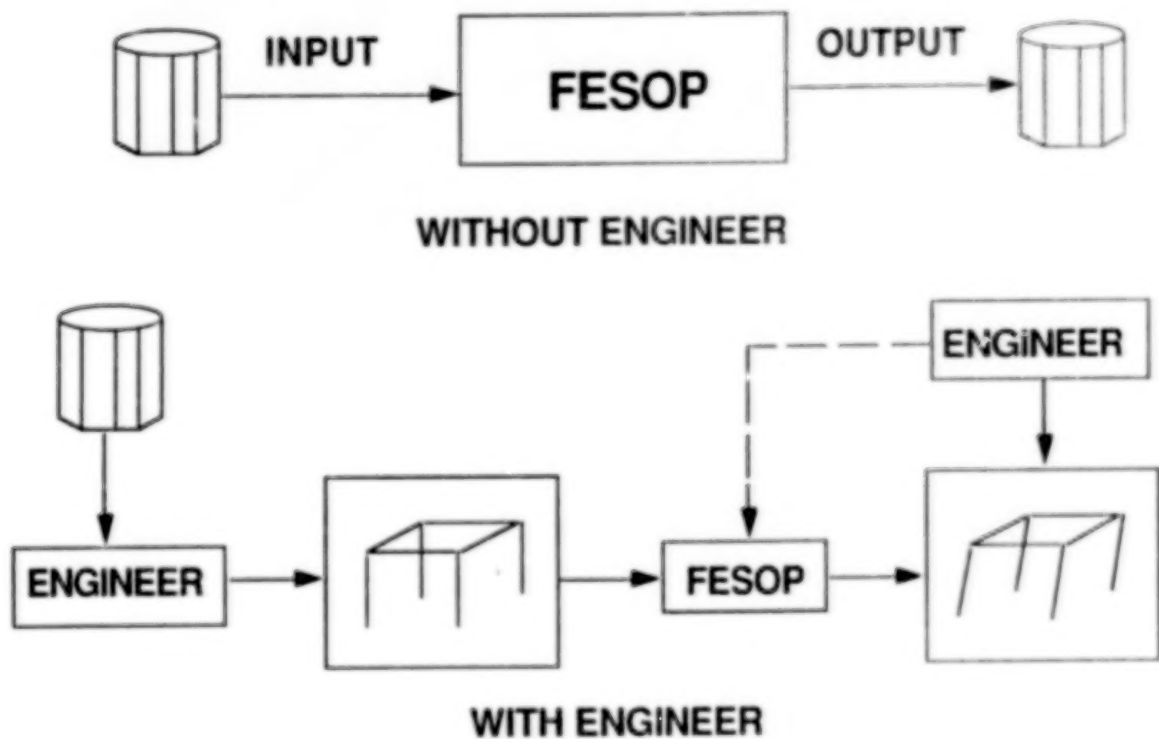 INPUT
FESOP
OUTPUT
WITHOUT ENGINEER
ENGINEER
ENGINEER
FESOP
WITH ENGINEER